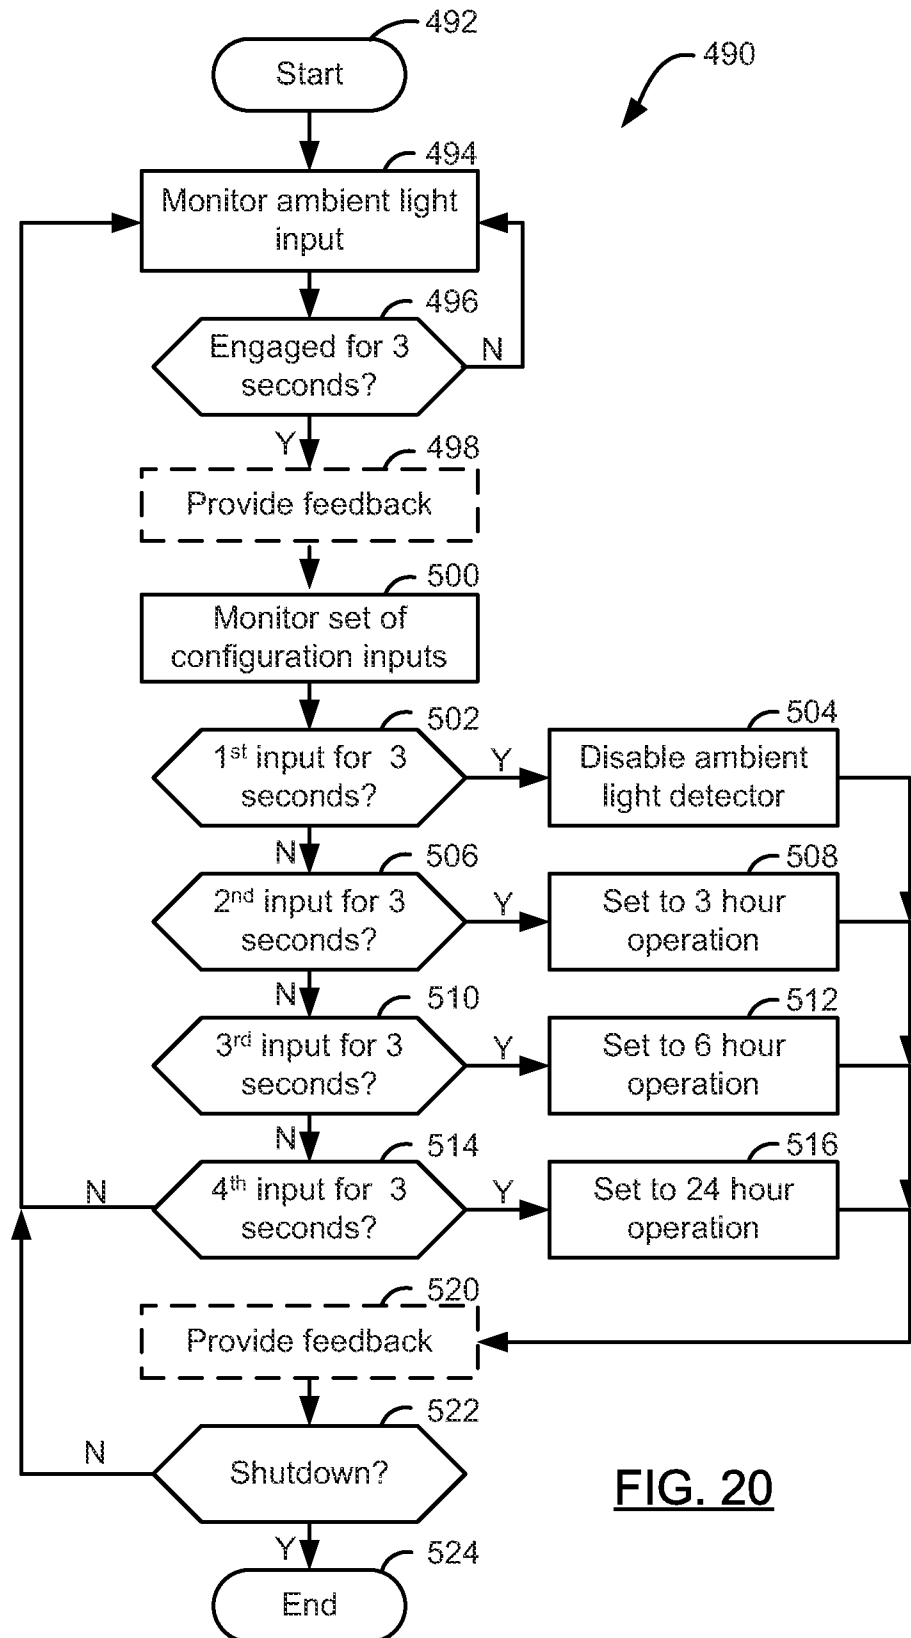 492
Start
490
494
Monitor ambient light
input
496
Engaged for 3
seconds?
N
Y
498
Provide feedback
500
Monitor set of
configuration inputs
502
1st input for 3
seconds?
Y
504
Disable ambient
light detector
N
506
2nd input for 3
seconds?
Y
508
Set to 3 hour
operation
N
510
3rd input for 3
seconds?
Y
512
Set to 6 hour
operation
N
514
4th input for 3
seconds?
N
Y
516
Set to 24 hour
operation
520
Provide feedback
522
Shutdown?
N
Y
524
End
FIG. 20